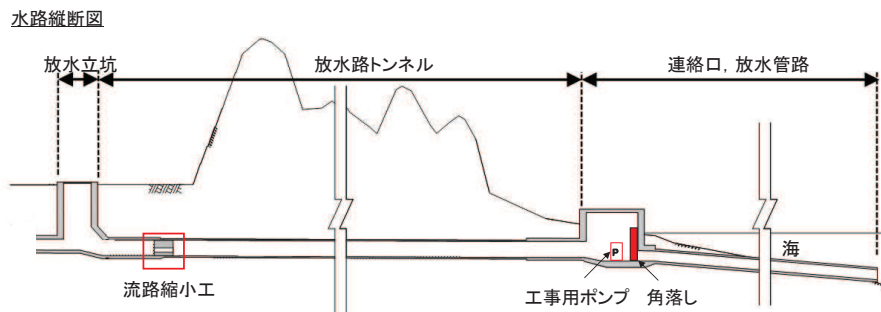 水路縦断図
放水立坑
放水路トンネル
連絡口，放水管路
P
海
流路縮小工
工事用ポンプ
角落し